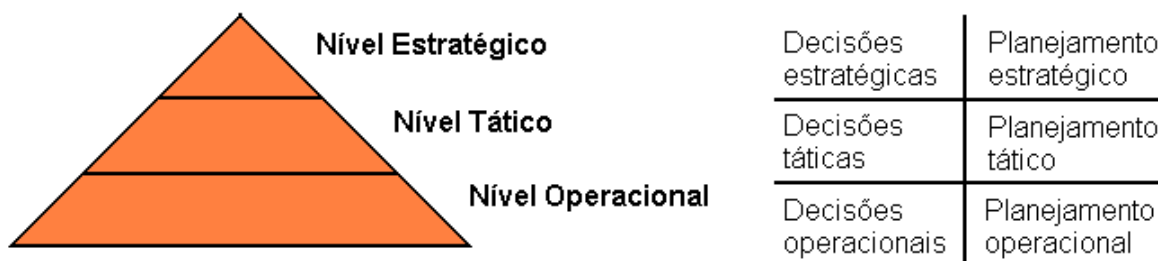 Nível Estratégico
Nível Tático
Nível Operacional
Decisões
estratégicas
Planejamento
estratégico
Decisões
táticas
Planejamento
tático
Decisões
operacionais
Planejamento
operacional